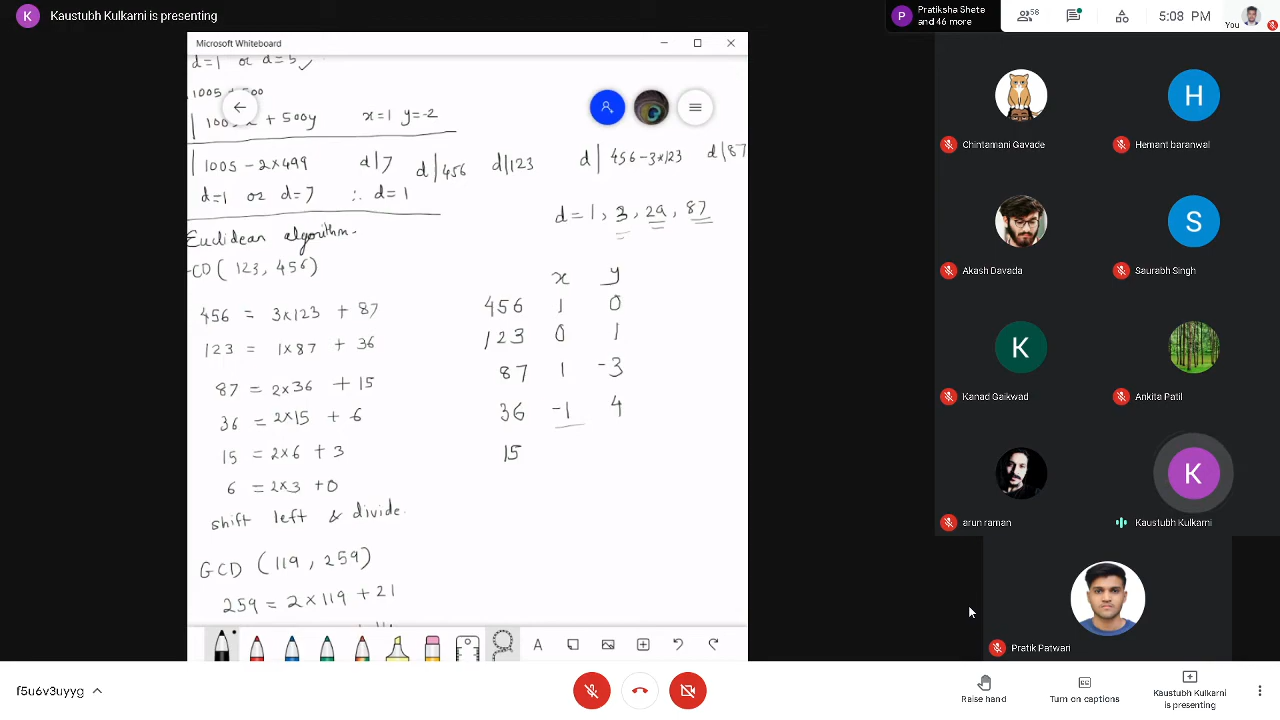 Kaustubh Kulkarni is presenting
Pratiksha Shete
and 46 more
58
5:08 PM
You
Microsoft Whiteboard
d=1 or d=5 ✓
1005
100 + 500y x=1 y=-2
| 1005 - 2×499 d|7
d=1 or d=7 ∴ d=1
d|456 d|123 d| 456-3×123 d|87
d=1, 3, 29, 87
Euclidean algorithm.
CD( 123, 456)
456 = 3×123 + 87
123 = 1×87 + 36
87 = 2×36 + 15
36 = 2×15 + 6
15 = 2×6 + 3
6 = 2×3 + 0
shift left & divide.
GCD (119, 259)
259 = 2×119 + 21
x y
456 1 0
123 0 1
87 1 -3
36 -1 4
15
A
Chintamani Gavade
H
Hemant baranwal
Akash Davada
S
Saurabh Singh
K
Kanad Gaikwad
Ankita Patil
arun raman
K
Kaustubh Kulkarni
Pratik Patwari
f5u6v3uyyg
Raise hand
Turn on captions
Kaustubh Kulkarni
is presenting